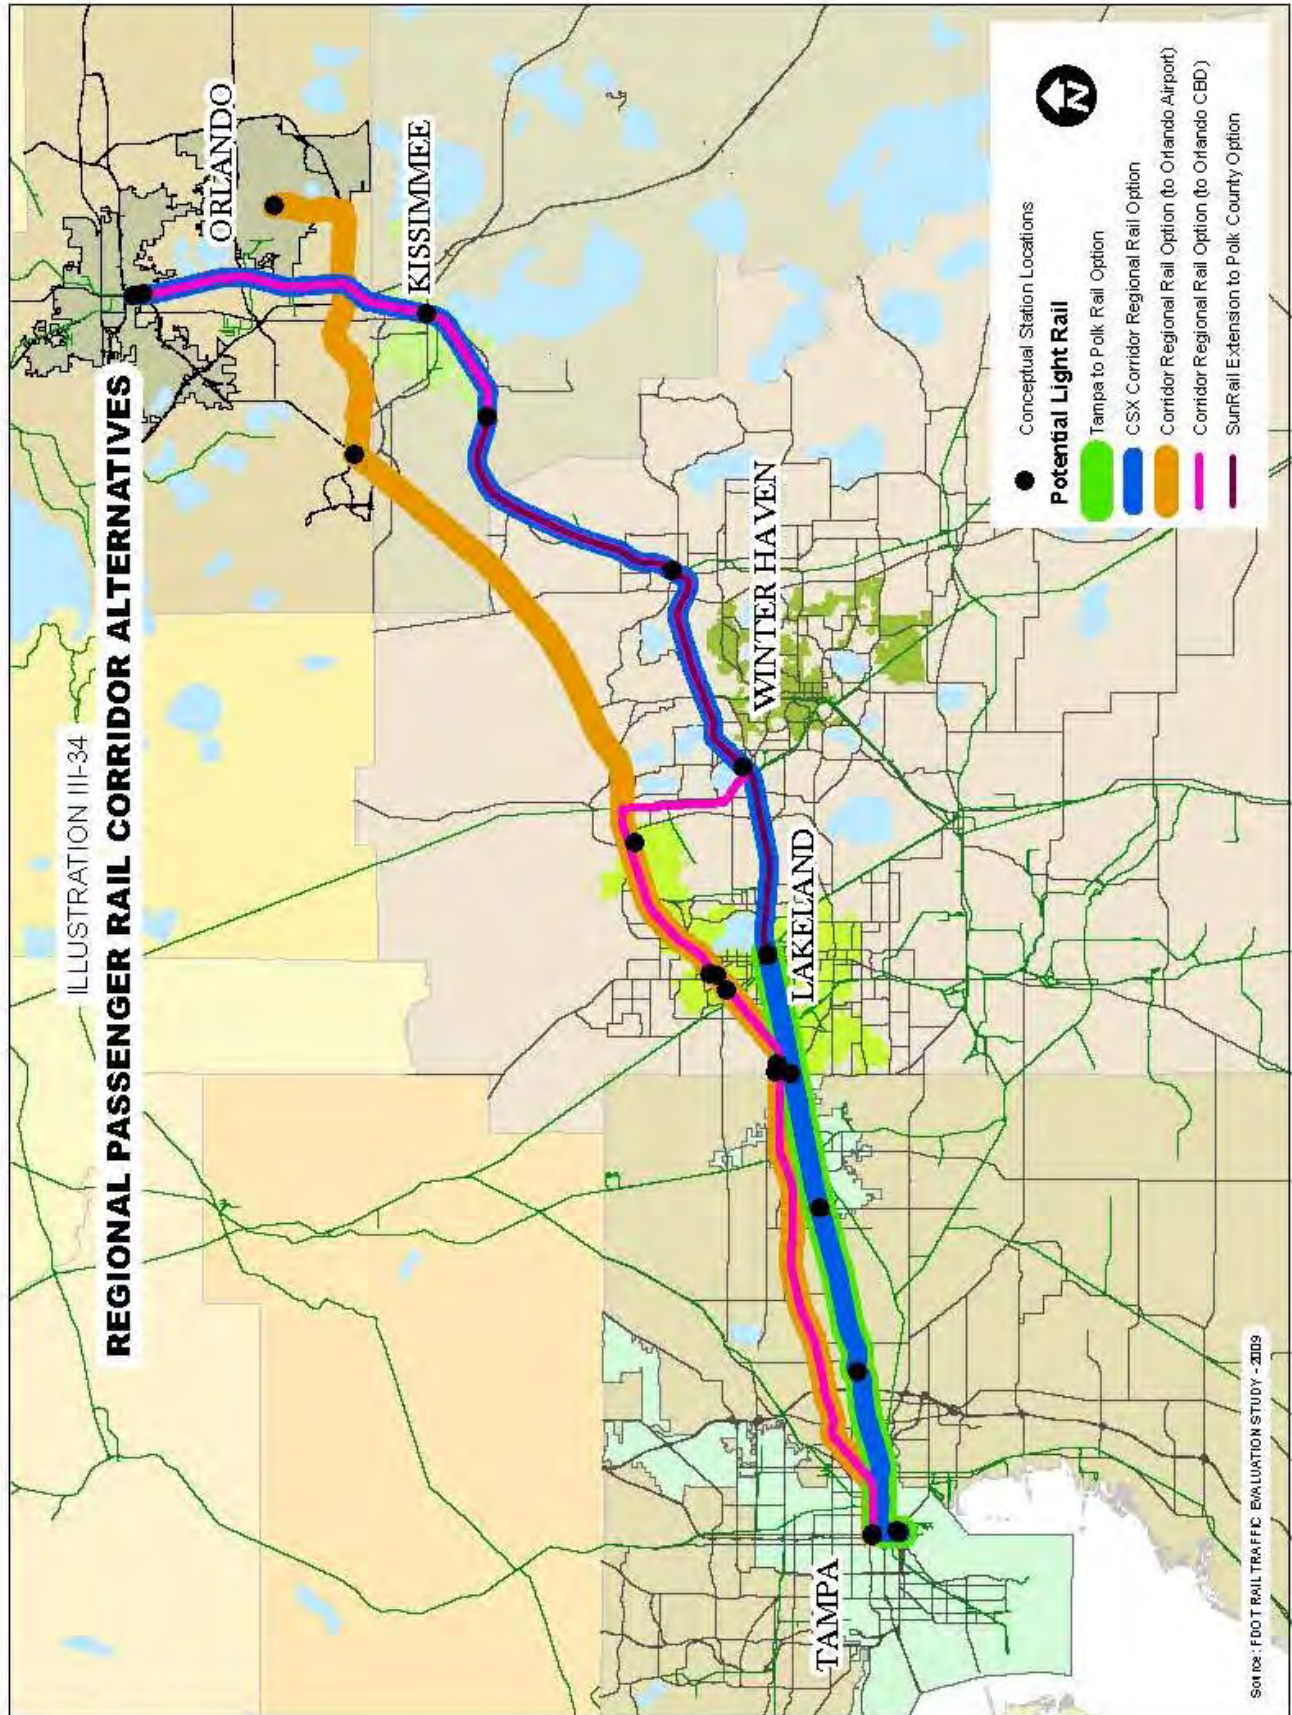 ILLUSTRATION III-34
REGIONAL PASSENGER RAIL CORRIDOR ALTERNATIVES
ORLANDO
KISSIMMEE
WINTER HAVEN
LAKELAND
TAMPA
N
Conceptual Station Locations
Potential Light Rail
Tampa to Polk Rail Option
CSX Corridor Regional Rail Option
Corridor Regional Rail Option (to Orlando Airport)
Corridor Regional Rail Option (to Orlando CBD)
SunRail Extension to Polk County Option
Source: FDOT RAIL TRAFFIC EVALUATION STUDY - 2009